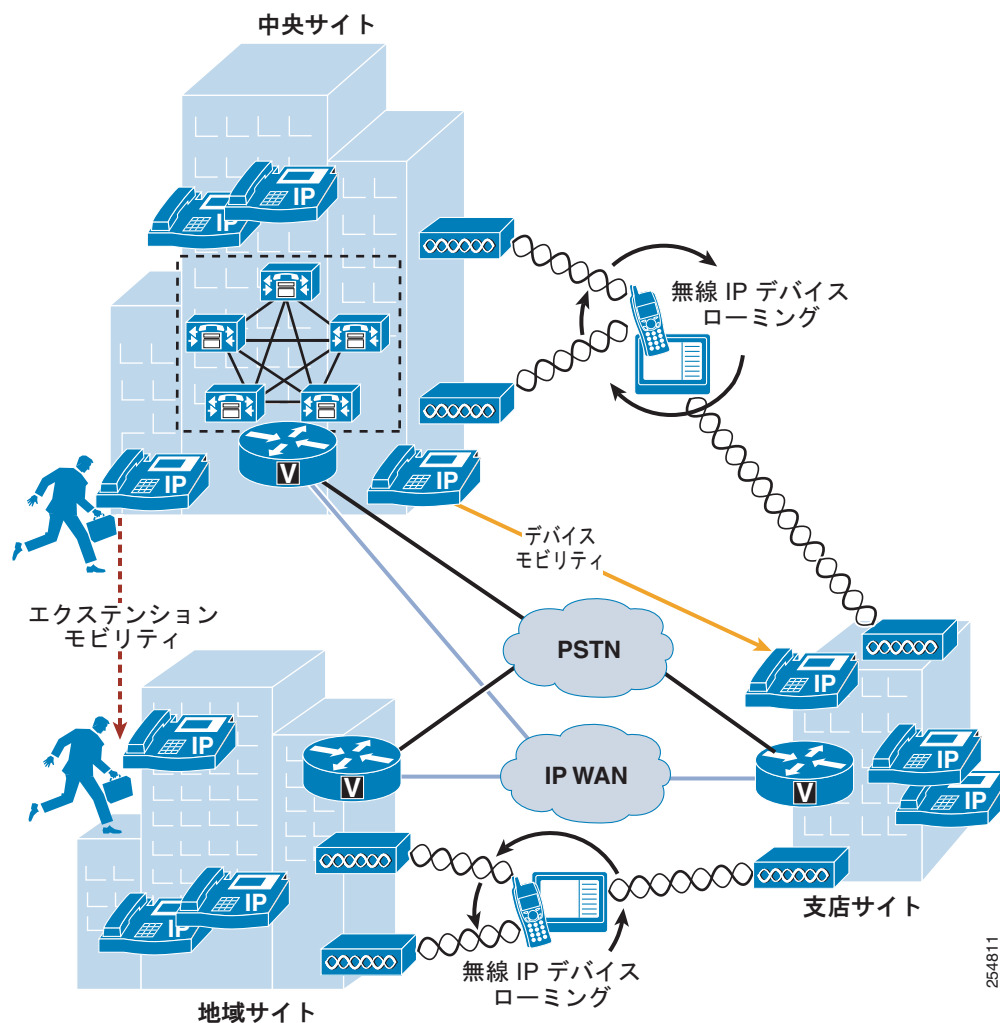 中央サイト
IP
IP
無線 IP デバイス
ローミング
IP
V
IP
デバイス
モビリティ
エクステンション
モビリティ
PSTN
IP
IP
V
IP WAN
V
IP
IP
IP
IP
支店サイト
無線 IP デバイス
ローミング
地域サイト
254811